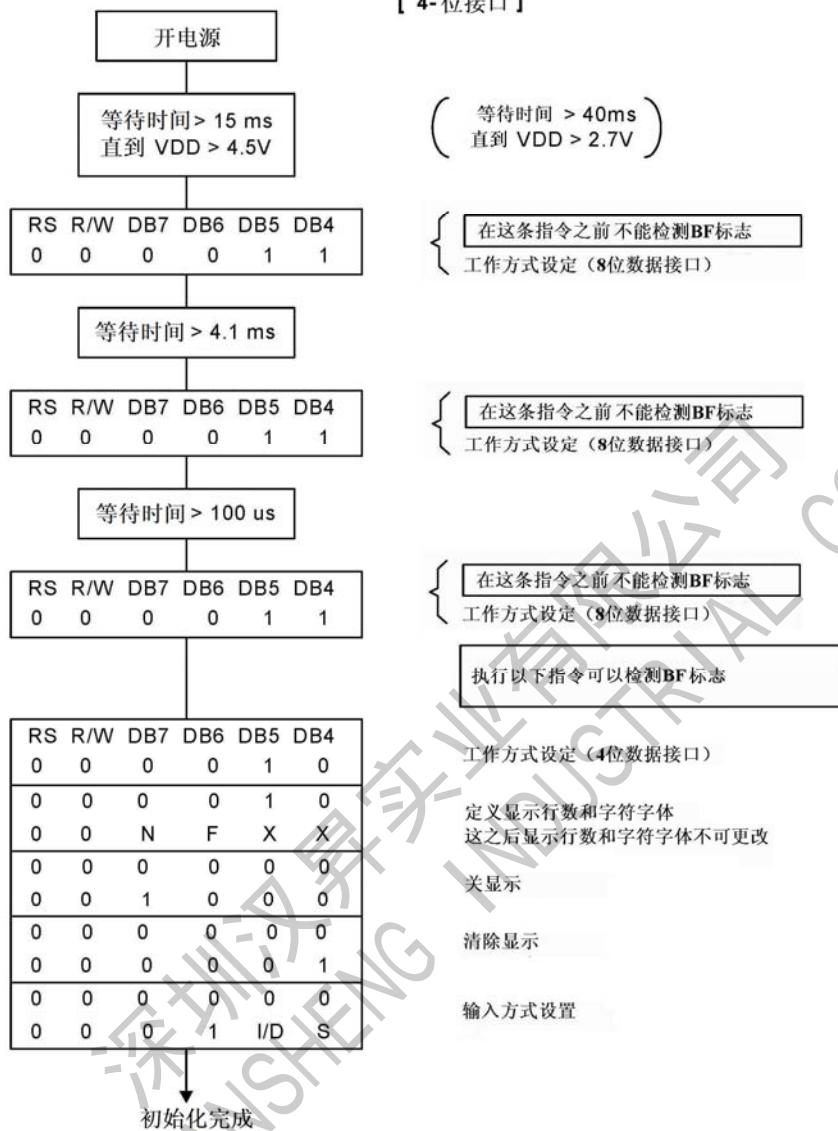 [ 4-位接口 ]
开电源
等待时间> 15 ms
直到 VDD > 4.5V
等待时间 > 40ms
直到 VDD > 2.7V
RS R/W DB7 DB6 DB5 DB4
0 0 0 0 1 1
在这条指令之前不能检测BF标志
工作方式设定（8位数据接口）
等待时间> 4.1 ms
RS R/W DB7 DB6 DB5 DB4
0 0 0 0 1 1
在这条指令之前不能检测BF标志
工作方式设定（8位数据接口）
等待时间> 100 us
RS R/W DB7 DB6 DB5 DB4
0 0 0 0 1 1
在这条指令之前不能检测BF标志
工作方式设定（8位数据接口）
执行以下指令可以检测BF标志
RS R/W DB7 DB6 DB5 DB4
0 0 0 0 1 0
工作方式设定（4位数据接口）
0 0 0 0 1 0
0 0 N F X X
定义显示行数和字符字体
这之后显示行数和字符字体不可更改
0 0 0 0 0 0
0 0 1 0 0 0
关显示
0 0 0 0 0 0
0 0 0 0 0 1
清除显示
0 0 0 0 0 0
0 0 0 1 I/D S
输入方式设置
初始化完成
深圳汉昇实业有限公司
ANSHENG INDUSTRIAL CO